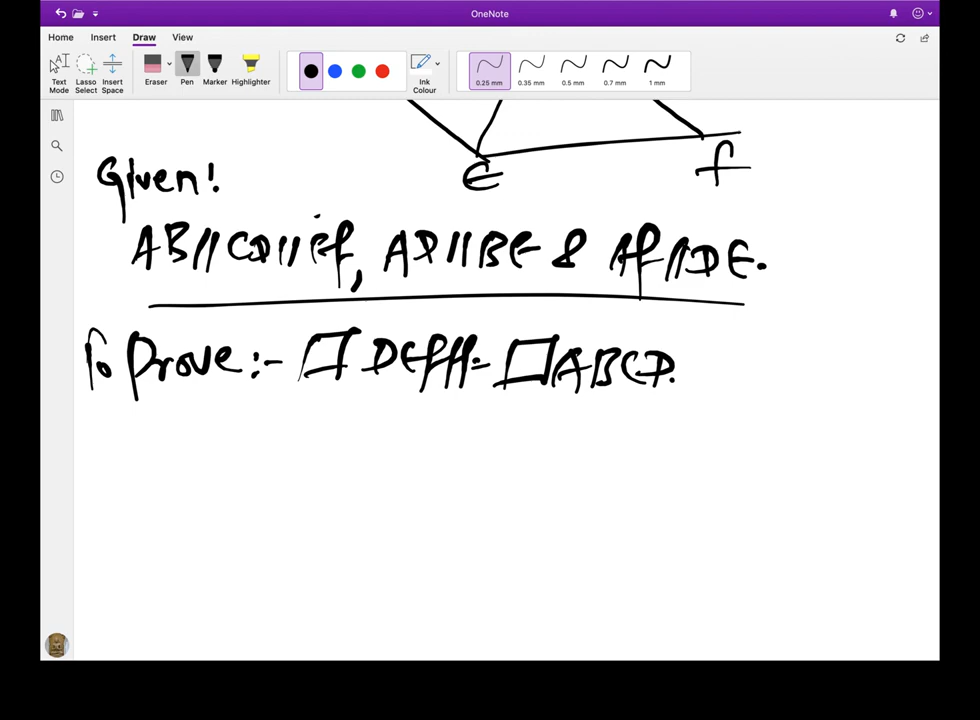 OneNote
Home Insert Draw View
Text Mode Lasso Select Insert Space Eraser Pen Marker Highlighter Ink Colour 0.25 mm 0.35 mm 0.5 mm 0.7 mm 1 mm
E f
Given!
AB//CD//Ef, AD//BE & Af//DE.
To Prove:- □ DEfH = □ABCD.